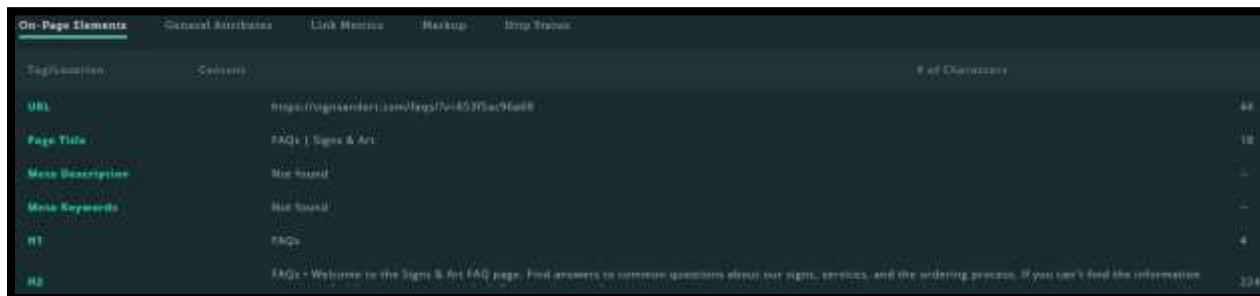 On-Page Elements General Attributes Link Metrics Markup Http Status
Tag/Location Content # of Characters
URL
Page Title FAQs | Signs & Art 18
Meta Description Not found --
Meta Keywords Not found --
H1 FAQs 4
H2 FAQs - Welcome to the Signs & Art FAQ page. Find answers to common questions about our signs, services, and the ordering process. If you can't find the information